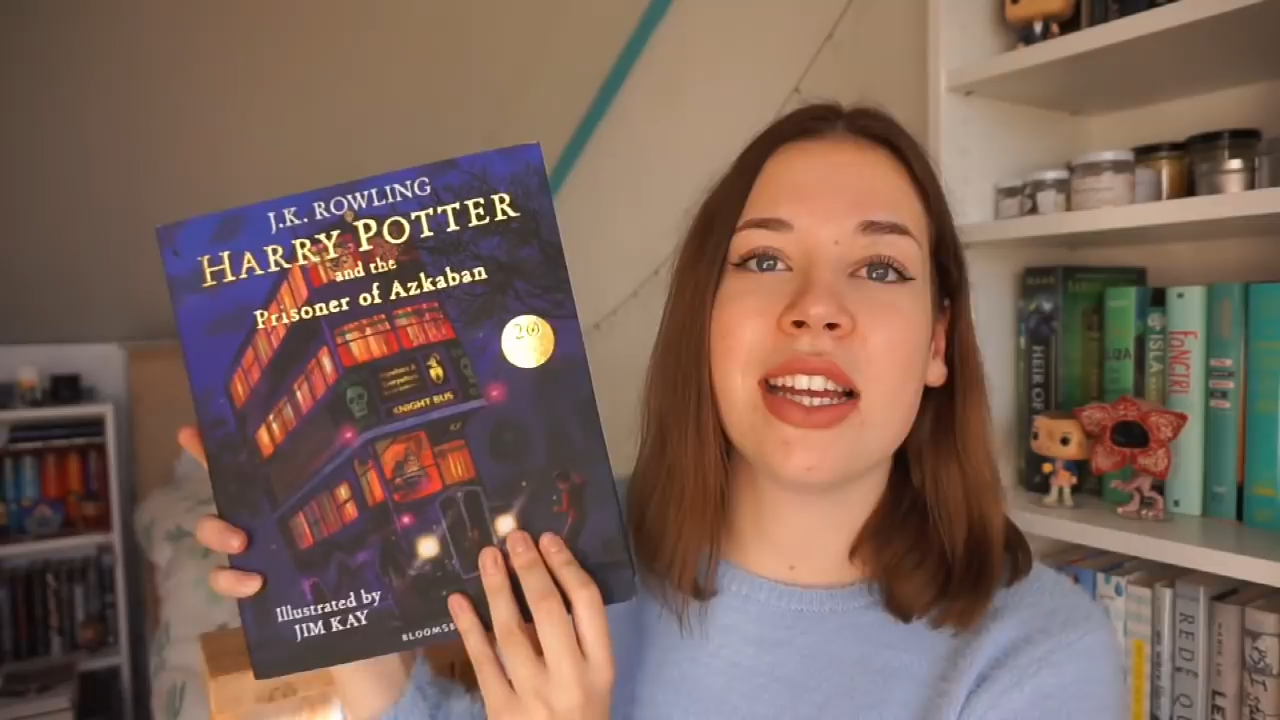 J.K. ROWLING
HARRY POTTER
and the
Prisoner of Azkaban
20
KNIGHT BUS
Illustrated by
JIM KAY
BLOOMSB
HEIR OF
ISLA
FANGIRL
RED Q
P.S. I